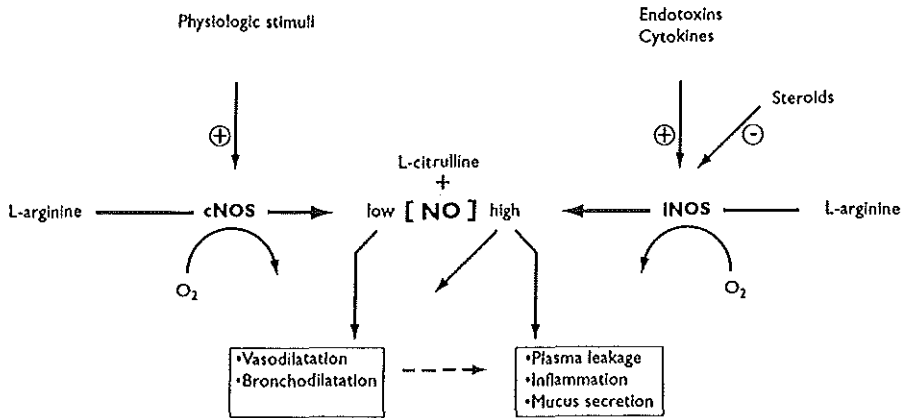 Physiologic stimuli
Endotoxins
Cytokines
Steroids
+
+
-
L-citrulline
+
L-arginine
cNOS
low [NO] high
iNOS
L-arginine
O2
O2
•Vasodilatation
•Bronchodilatation
•Plasma leakage
•Inflammation
•Mucus secretion